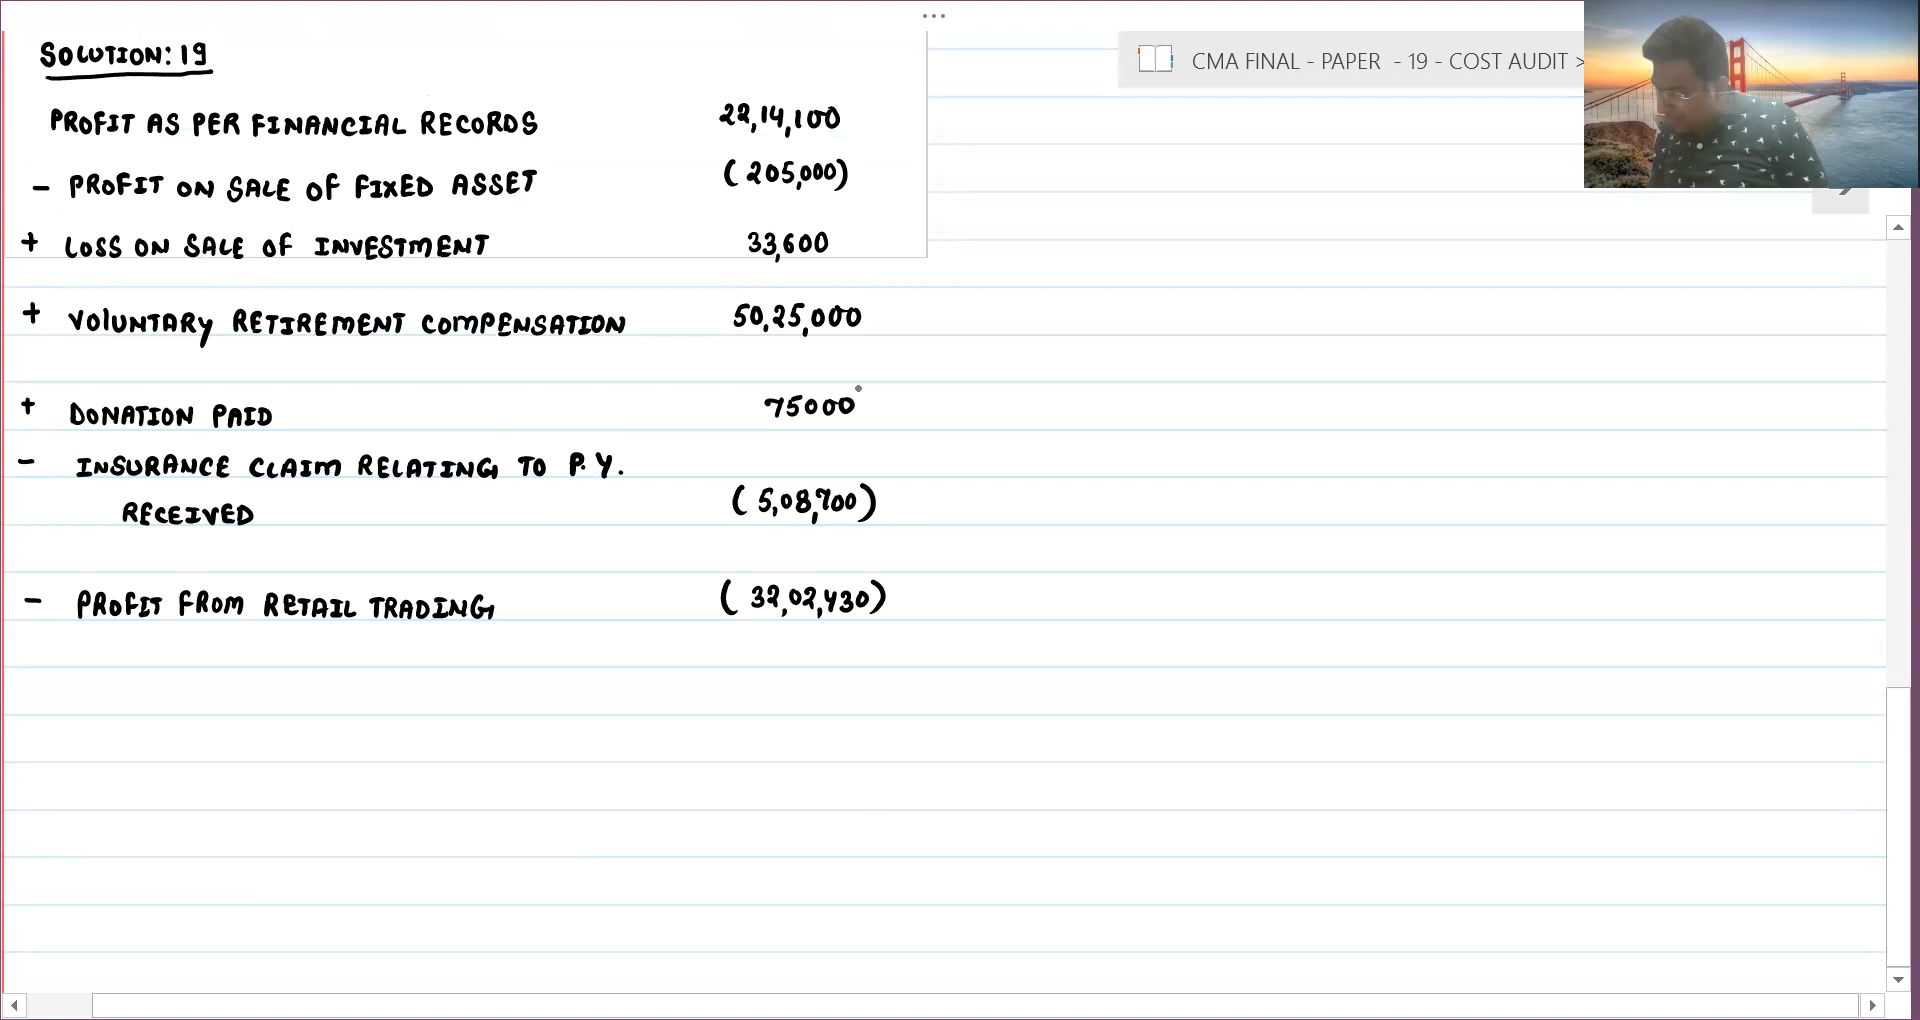 SOLUTION: 19
CMA FINAL - PAPER - 19 - COST AUDIT >
PROFIT AS PER FINANCIAL RECORDS 22,14,100
- PROFIT ON SALE OF FIXED ASSET (205,000)
+ LOSS ON SALE OF INVESTMENT 33,600
+ VOLUNTARY RETIREMENT COMPENSATION 50,25,000
+ DONATION PAID 75000
- INSURANCE CLAIM RELATING TO P.Y.
RECEIVED (5,08,700)
- PROFIT FROM RETAIL TRADING (32,02,430)